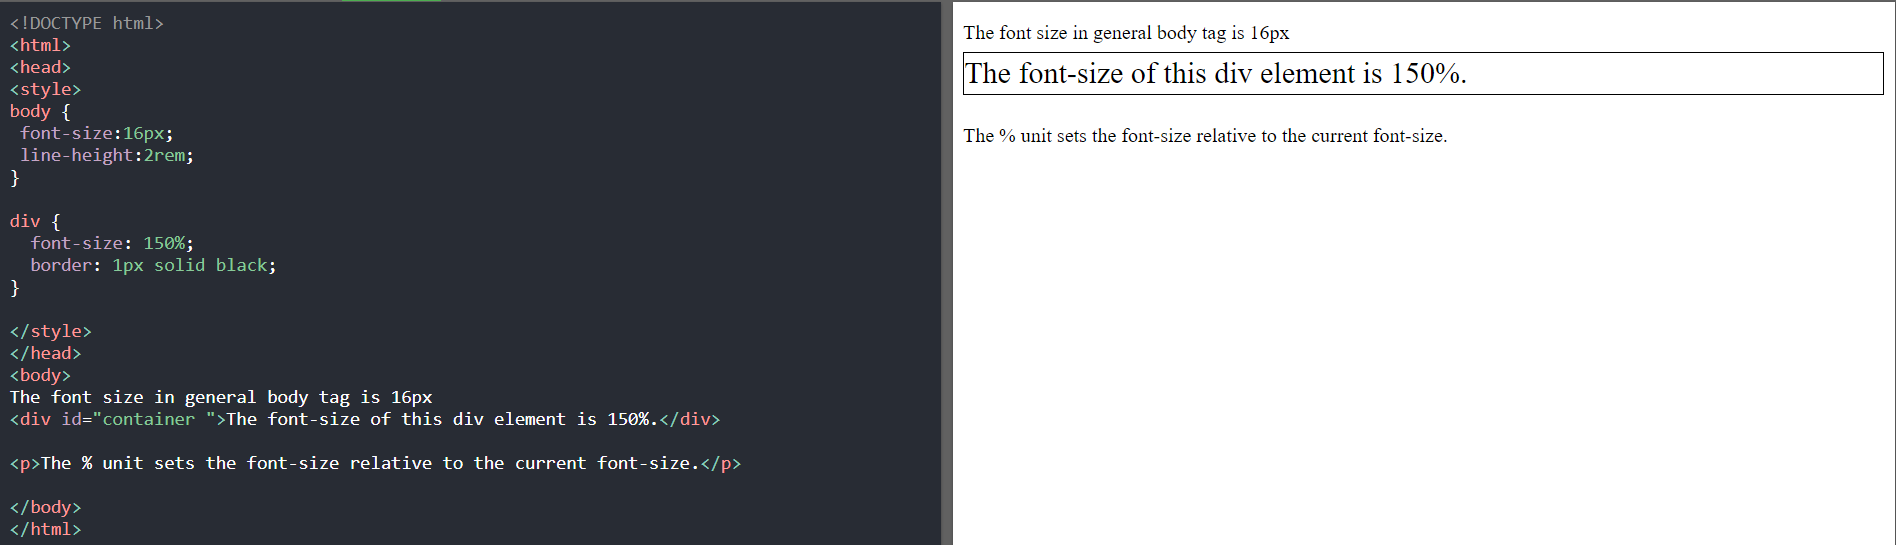 <!DOCTYPE html>
<html>
<head>
<style>
body {
 font-size:16px;
 line-height:2rem;
}

div {
  font-size: 150%;
  border: 1px solid black;
}

</style>
</head>
<body>
The font size in general body tag is 16px
<div id="container ">The font-size of this div element is 150%.</div>

<p>The % unit sets the font-size relative to the current font-size.</p>

</body>
</html>
The font size in general body tag is 16px
The font-size of this div element is 150%.
The % unit sets the font-size relative to the current font-size.